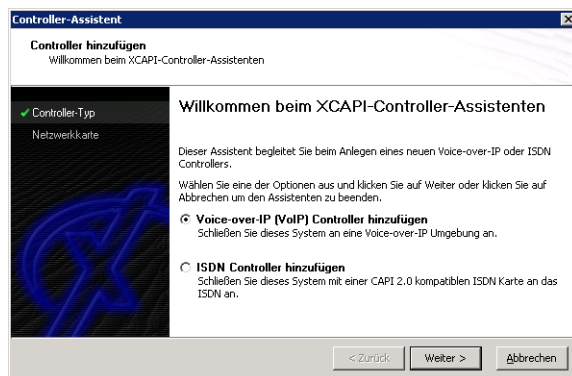 Controller-Assistent
Controller hinzufügen
Willkommen beim XCAPI-Controller-Assistenten
Controller-Typ
Netzwerkkarte
Willkommen beim XCAPI-Controller-Assistenten
Dieser Assistent begleitet Sie beim Anlegen eines neuen Voice-over-IP oder ISDN
Controllers.
Wählen Sie eine der Optionen aus und klicken Sie auf Weiter oder klicken Sie auf
Abbrechen um den Assistenten zu beenden.
Voice-over-IP (VoIP) Controller hinzufügen
Schließen Sie dieses System an eine Voice-over-IP Umgebung an.
ISDN Controller hinzufügen
Schließen Sie dieses System mit einer CAPI 2.0 kompatiblen ISDN Karte an das
ISDN an.
< Zurück Weiter > Abbrechen